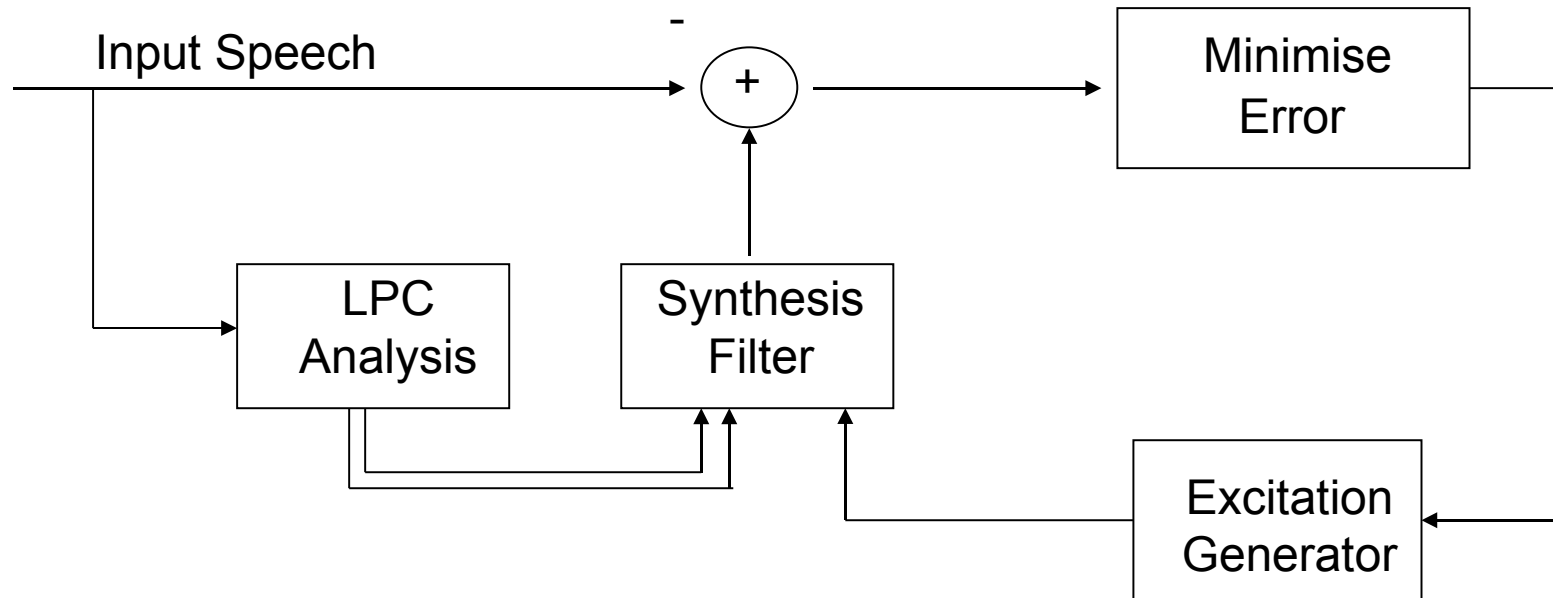 -
Input Speech
+
Minimise
Error
LPC
Analysis
Synthesis
Filter
Excitation
Generator